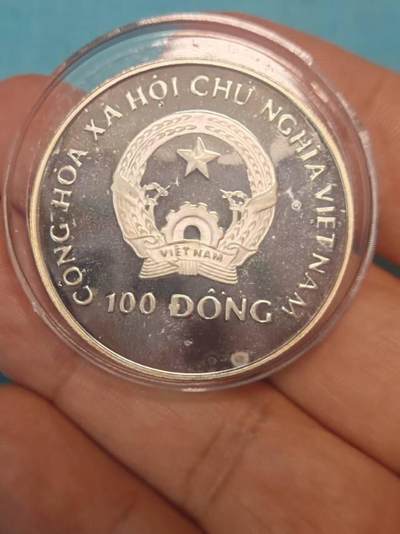 CỘNG HÒA XÃ HỘI CHỦ NGHĨA VIỆT NAM
VIỆT NAM
100 ĐỒNG